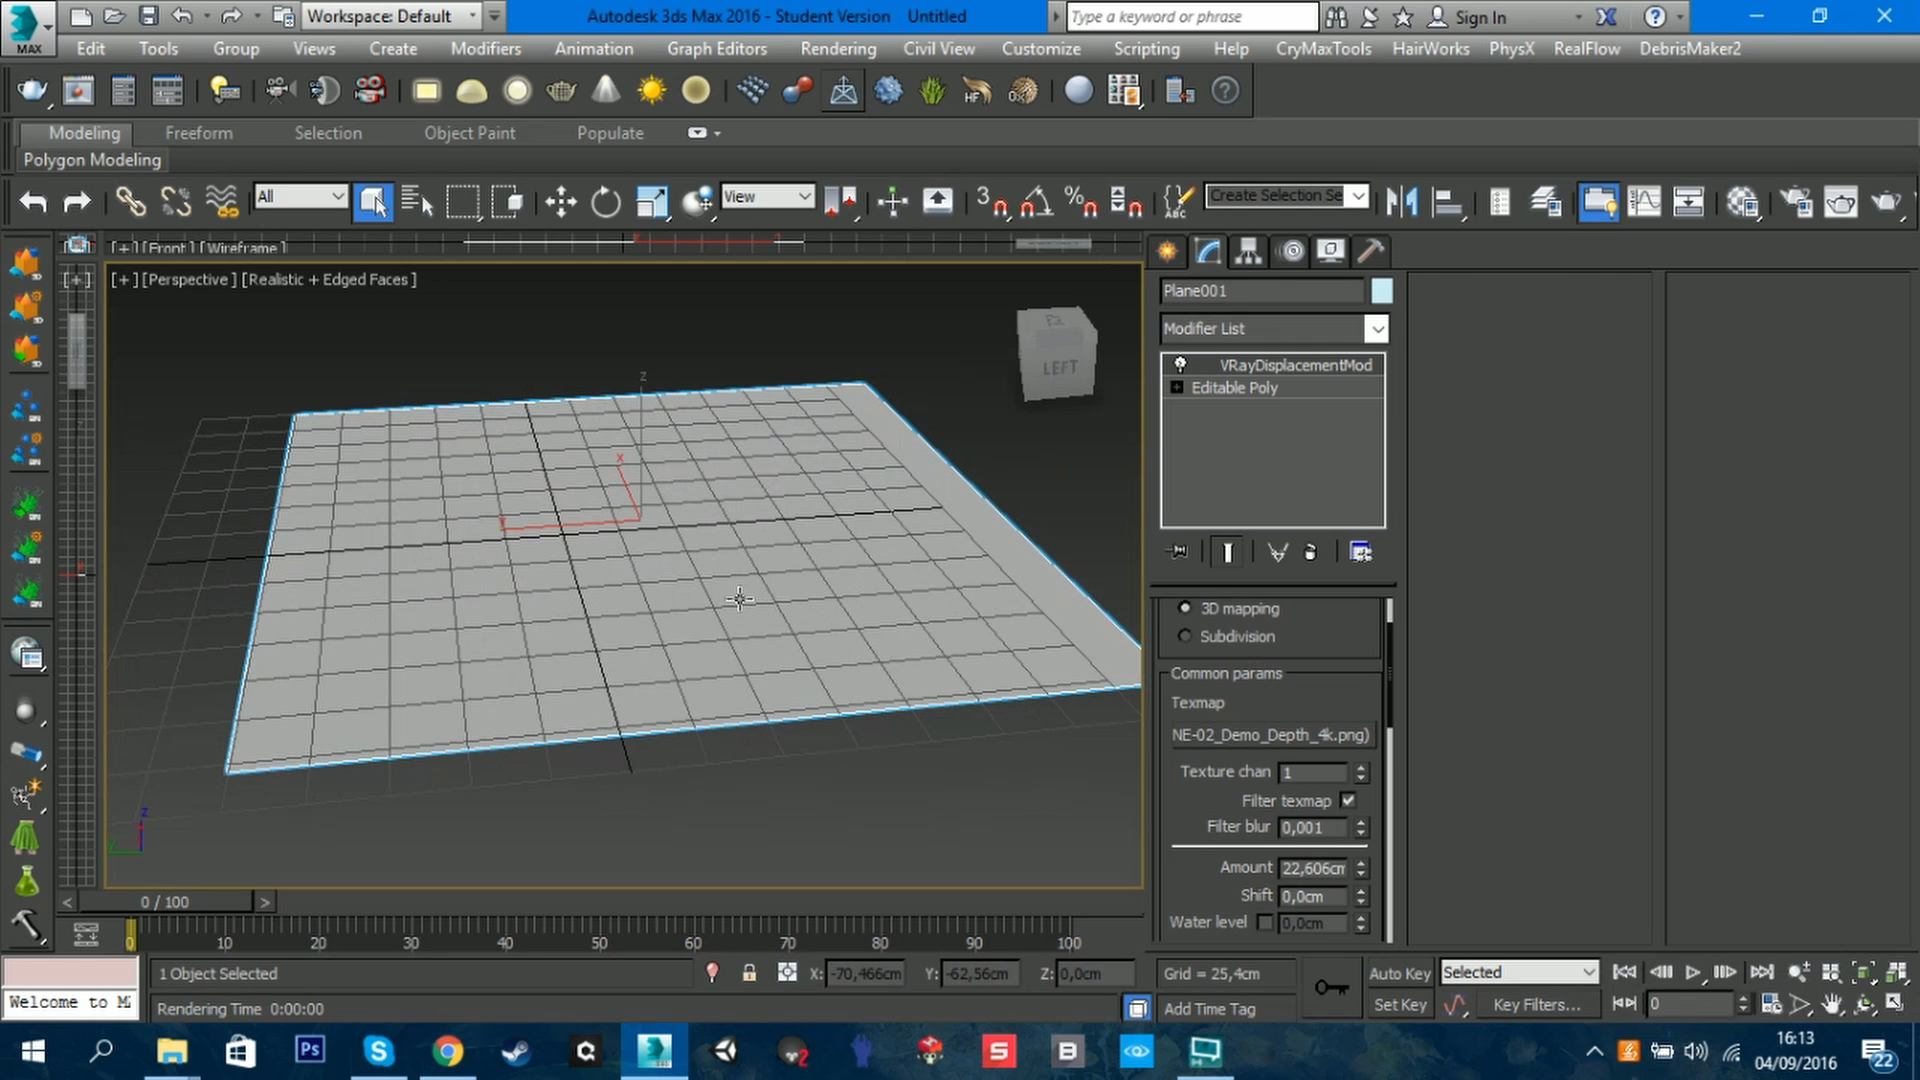 Workspace: Default
Autodesk 3ds Max 2016 - Student Version Untitled
Type a keyword or phrase
Sign In
MAX
Edit Tools Group Views Create Modifiers Animation Graph Editors Rendering Civil View Customize Scripting Help CryMaxTools HairWorks PhysX RealFlow DebrisMaker2
HF
Modeling Freeform Selection Object Paint Populate
Polygon Modeling
All
View
3
%
ABC
Create Selection Se
[+] [Front] [Wireframe]
[+]
[+] [Perspective] [Realistic + Edged Faces]
LEFT
z
x
y
z
Plane001
Modifier List
VRayDisplacementMod
Editable Poly
3D mapping
Subdivision
Common params
Texmap
NE-02_Demo_Depth_4k.png)
Texture chan 1
Filter texmap
Filter blur 0,001
Amount 22,606cm
Shift 0,0cm
Water level 0,0cm
< 0 / 100 >
0 10 20 30 40 50 60 70 80 90 100
1 Object Selected
X: -70,466cm Y: -62,56cm Z: 0,0cm
Grid = 25,4cm
Auto Key
Selected
Welcome to M
Rendering Time 0:00:00
Add Time Tag
Set Key
Key Filters...
0
Ps
S
2
S
B
16:13
04/09/2016
22